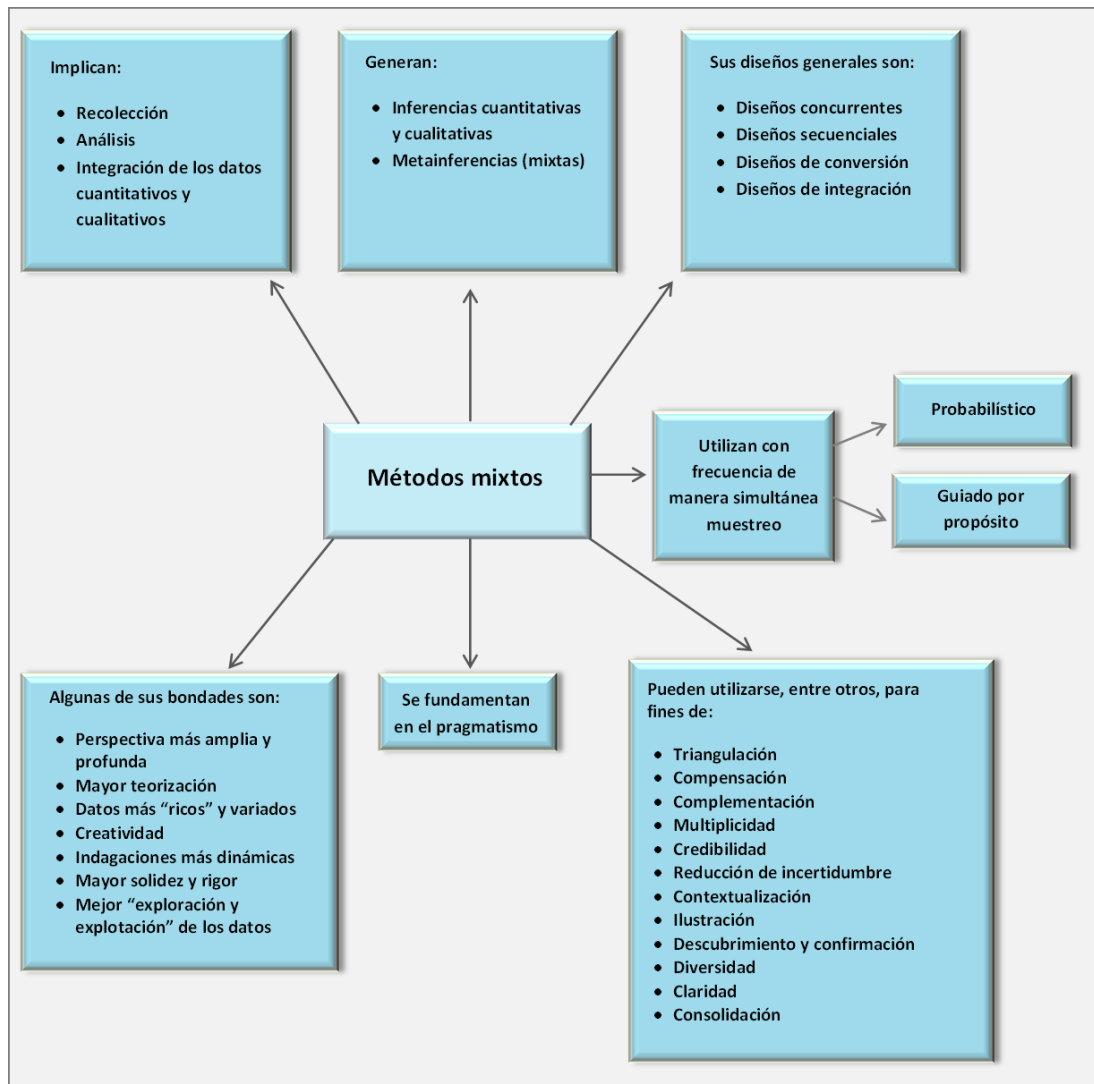 Implican:
• Recolección
• Análisis
• Integración de los datos
cuantitativos y
cualitativos
Generan:
• Inferencias cuantitativas
y cualitativas
• Metainferencias (mixtas)
Sus diseños generales son:
• Diseños concurrentes
• Diseños secuenciales
• Diseños de conversión
• Diseños de integración
Métodos mixtos
Utilizan con
frecuencia de
manera simultánea
muestreo
Probabilístico
Guiado por
propósito
Algunas de sus bondades son:
• Perspectiva más amplia y
profunda
• Mayor teorización
• Datos más “ricos” y variados
• Creatividad
• Indagaciones más dinámicas
• Mayor solidez y rigor
• Mejor “exploración y
explotación” de los datos
Se fundamentan
en el pragmatismo
Pueden utilizarse, entre otros, para
fines de:
• Triangulación
• Compensación
• Complementación
• Multiplicidad
• Credibilidad
• Reducción de incertidumbre
• Contextualización
• Ilustración
• Descubrimiento y confirmación
• Diversidad
• Claridad
• Consolidación